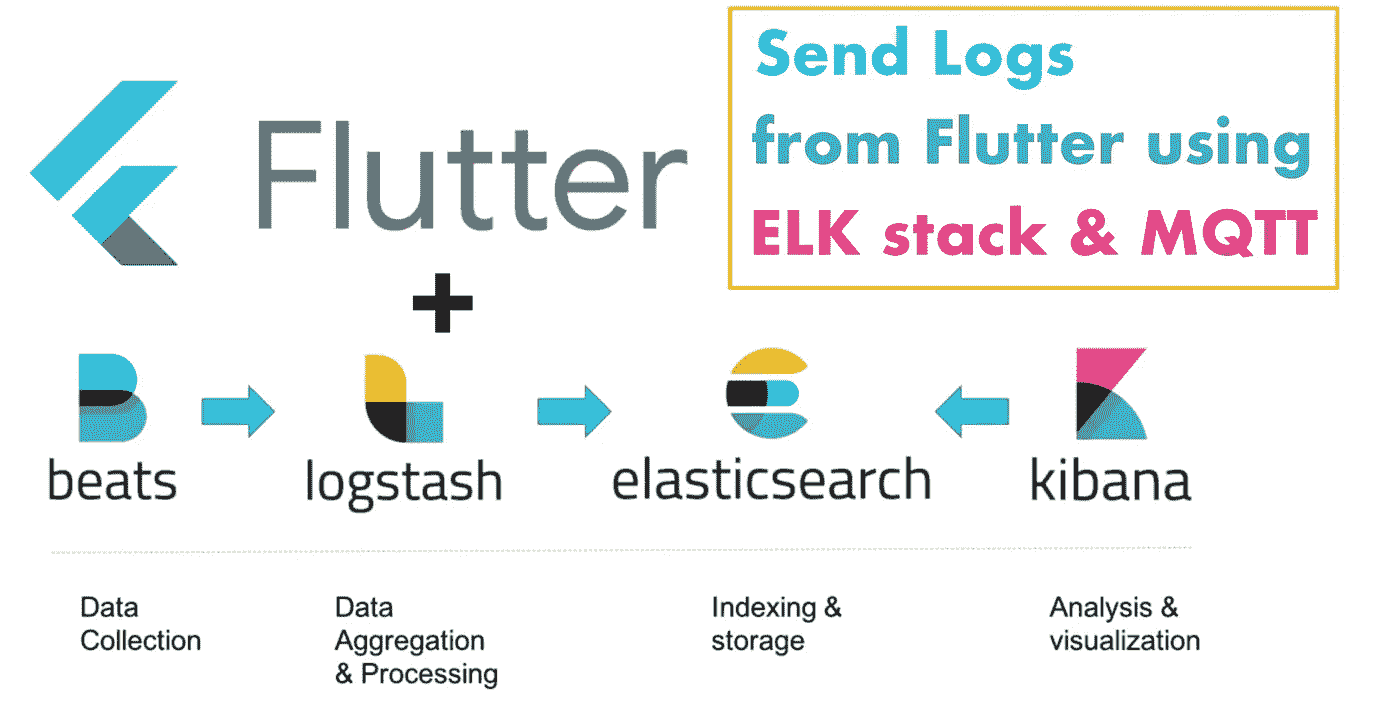 Flutter
Send Logs
from Flutter using
ELK stack & MQTT
+
beats
logstash
elasticsearch
kibana
Data
Collection
Data
Aggregation
& Processing
Indexing &
storage
Analysis &
visualization